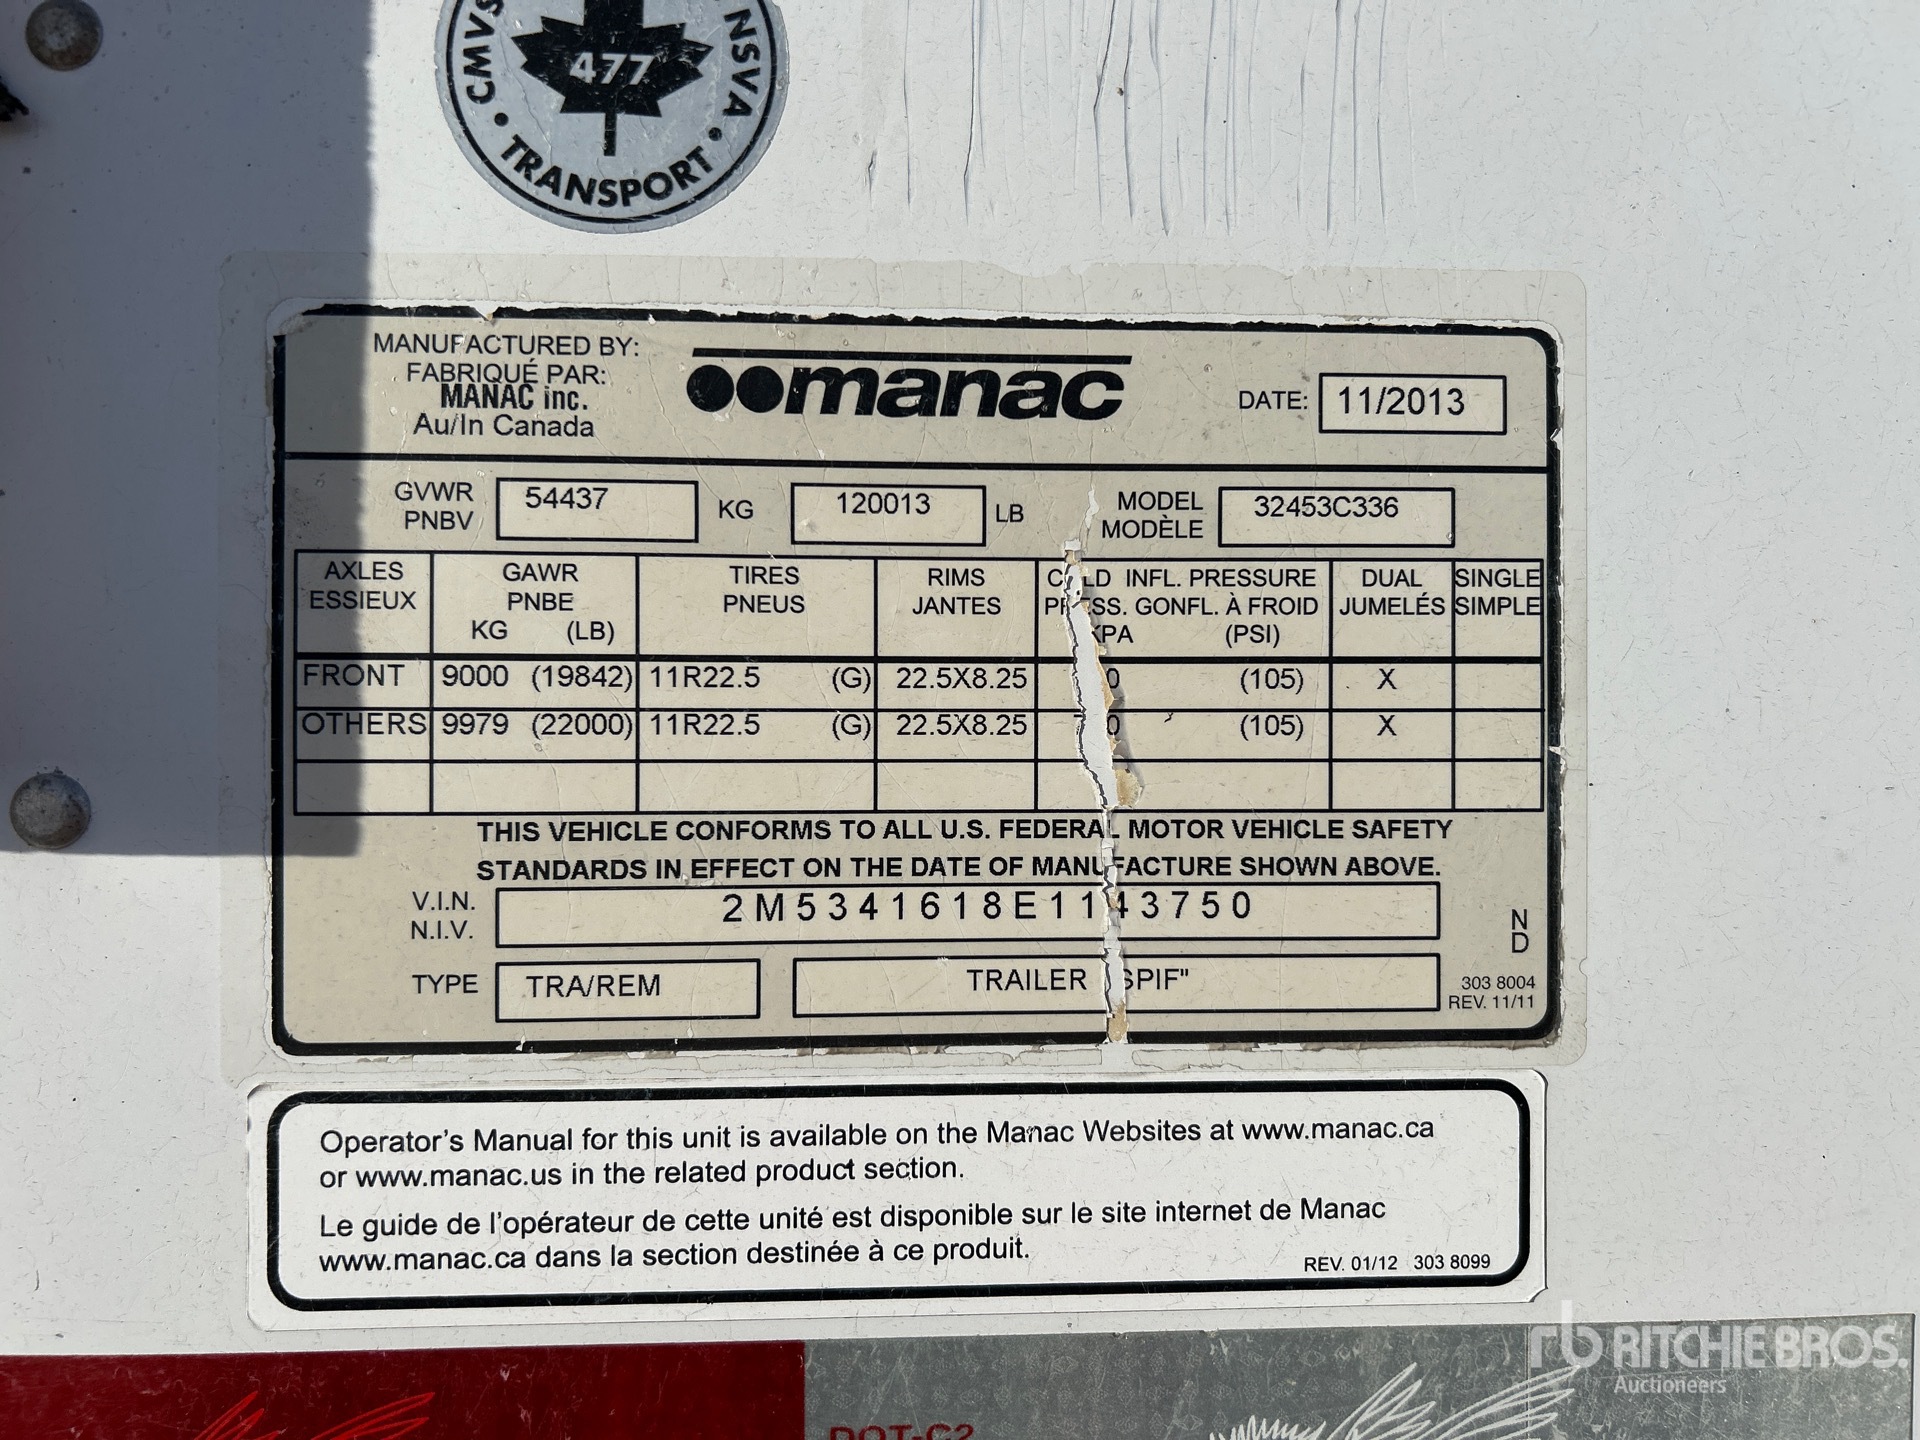 CMVS
NSVA
477
• TRANSPORT •
MANUFACTURED BY:
FABRIQUÉ PAR:
MANAC inc.
Au/In Canada
manac
DATE: 11/2013
GVWR
PNBV
54437 KG 120013 LB
MODEL
MODÈLE
32453C336
AXLES
ESSIEUX
GAWR
PNBE
KG (LB)
TIRES
PNEUS
RIMS
JANTES
INFL. PRESSURE
GONFL. À FROID
(PSI)
DUAL
JUMELÉS
SINGLE
SIMPLE
FRONT 9000 (19842) 11R22.5 (G) 22.5X8.25 (105) X
OTHERS 9979 (22000) 11R22.5 (G) 22.5X8.25 (105) X
THIS VEHICLE CONFORMS TO ALL U.S. FEDERAL MOTOR VEHICLE SAFETY
STANDARDS IN EFFECT ON THE DATE OF MANUFACTURE SHOWN ABOVE.
V.I.N.
N.I.V.
2M5341618E1143750
N
D
TYPE TRA/REM TRAILER SPIF"
303 8004
REV. 11/11
Operator's Manual for this unit is available on the Manac Websites at www.manac.ca
or www.manac.us in the related product section.
Le guide de l'opérateur de cette unité est disponible sur le site internet de Manac
www.manac.ca dans la section destinée à ce produit.
REV. 01/12 303 8099
DOT-C2
rb RITCHIE BROS.
Auctioneers